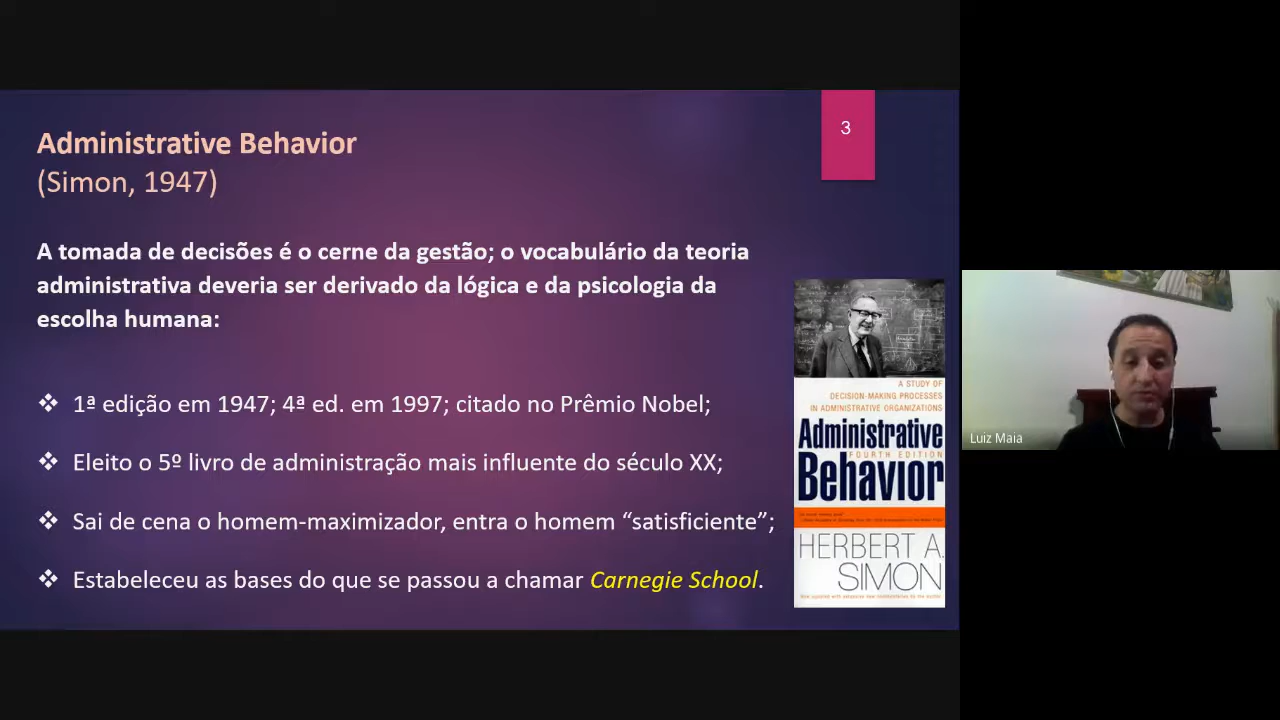 Administrative Behavior
(Simon, 1947)
3
A tomada de decisões é o cerne da gestão; o vocabulário da teoria
administrativa deveria ser derivado da lógica e da psicologia da
escolha humana:
❖ 1ª edição em 1947; 4ª ed. em 1997; citado no Prêmio Nobel;
❖ Eleito o 5º livro de administração mais influente do século XX;
❖ Sai de cena o homem-maximizador, entra o homem “satisficiente”;
❖ Estabeleceu as bases do que se passou a chamar Carnegie School.
A STUDY OF
DECISION-MAKING PROCESSES
IN ADMINISTRATIVE ORGANIZATIONS
Administrative
FOURTH EDITION
Behavior
HERBERT A.
SIMON
Luiz Maia